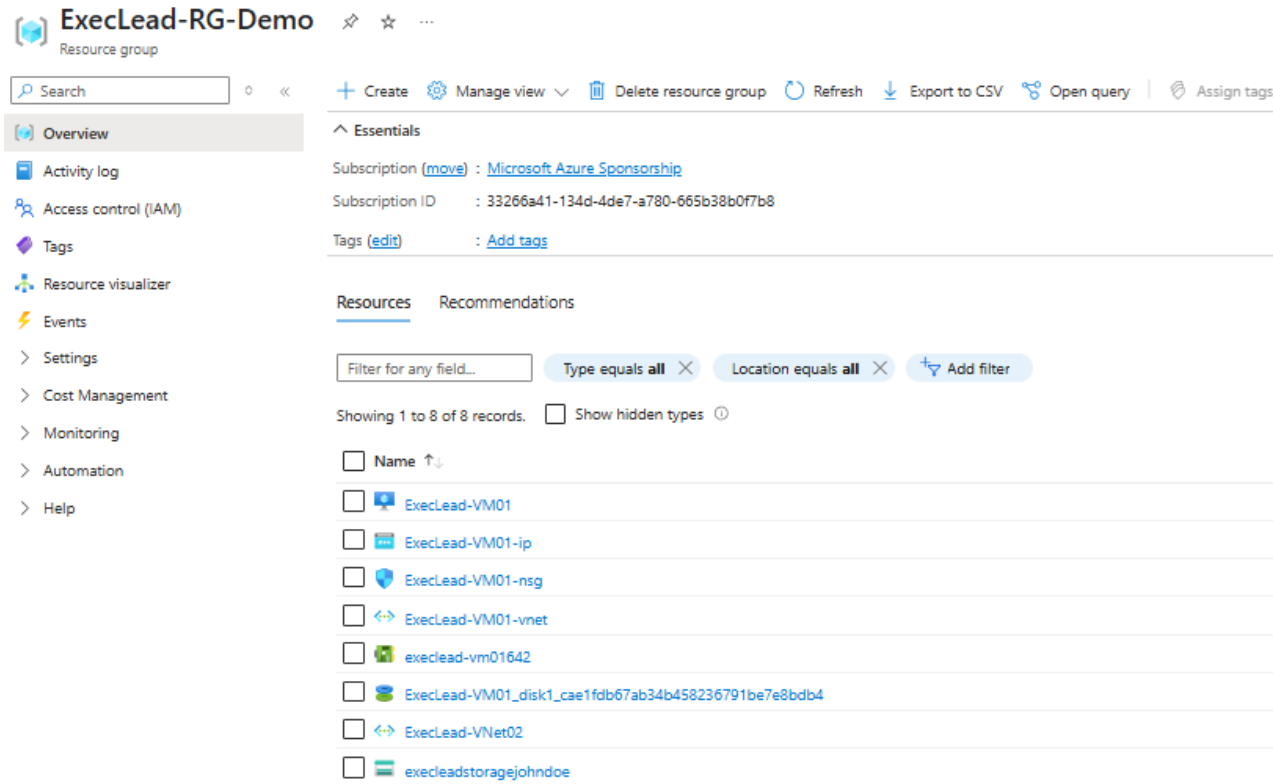 ExecLead-RG-Demo
Resource group
Search
Create Manage view Delete resource group Refresh Export to CSV Open query Assign tags
Overview
Activity log
Access control (IAM)
Tags
Resource visualizer
Events
Settings
Cost Management
Monitoring
Automation
Help
Essentials
Subscription (move) : Microsoft Azure Sponsorship
Subscription ID : 33266a41-134d-4de7-a780-665b38b0f7b8
Tags (edit) : Add tags
Resources Recommendations
Filter for any field... Type equals all Location equals all Add filter
Showing 1 to 8 of 8 records. Show hidden types
Name
ExecLead-VM01
ExecLead-VM01-ip
ExecLead-VM01-nsg
ExecLead-VM01-vnet
execlead-vm01642
ExecLead-VM01_disk1_cae1fdb67ab34b458236791be7e8bdb4
ExecLead-VNet02
execleadstoragejohndoe